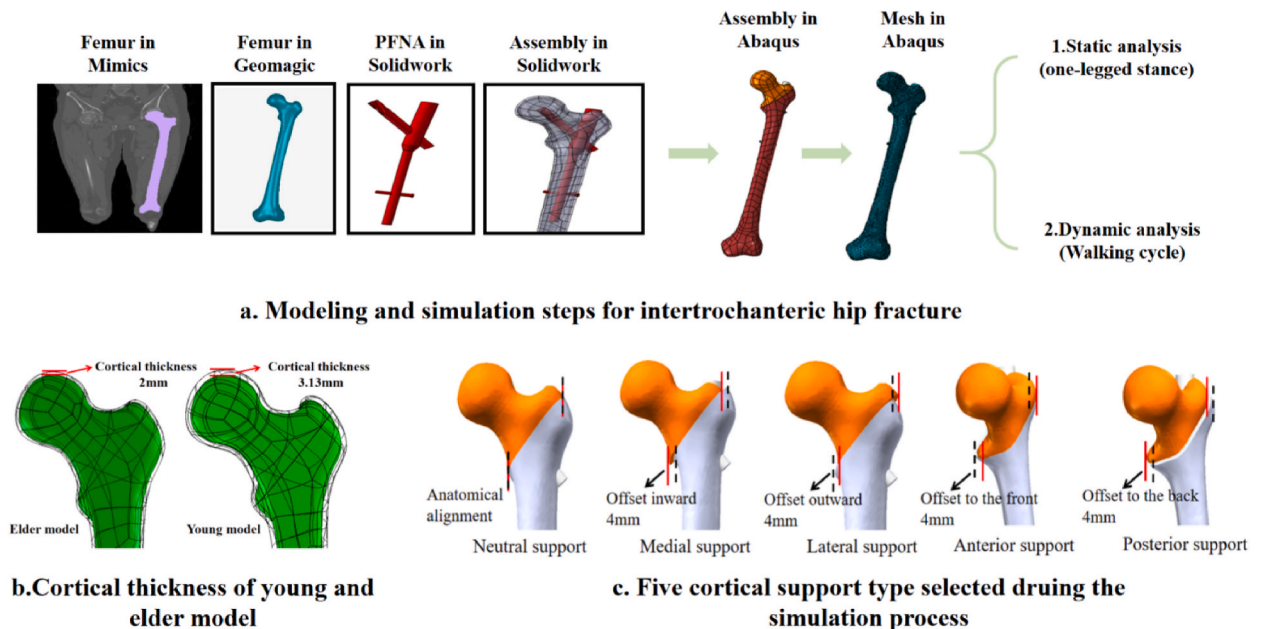 Femur in
Mimics
Femur in
Geomagic
PFNA in
Solidwork
Assembly in
Solidwork
Assembly in
Abaqus
Mesh in
Abaqus
1.Static analysis
(one-legged stance)
2.Dynamic analysis
(Walking cycle)
a. Modeling and simulation steps for intertrochanteric hip fracture
Cortical thickness
2mm
Cortical thickness
3.13mm
Elder model
Young model
b.Cortical thickness of young and
elder model
Anatomical
alignment
Neutral support
Offset inward
4mm
Medial support
Offset outward
4mm
Lateral support
Offset to the front
4mm
Anterior support
Offset to the back
4mm
Posterior support
c. Five cortical support type selected druing the
simulation process